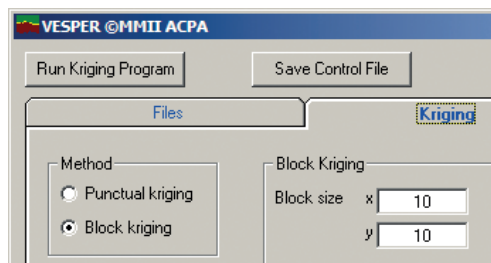 VESPER ©MMII ACPA
Run Kriging Program Save Control File
Files Kriging
Method Block Kriging
Punctual kriging Block size x 10
Block kriging y 10